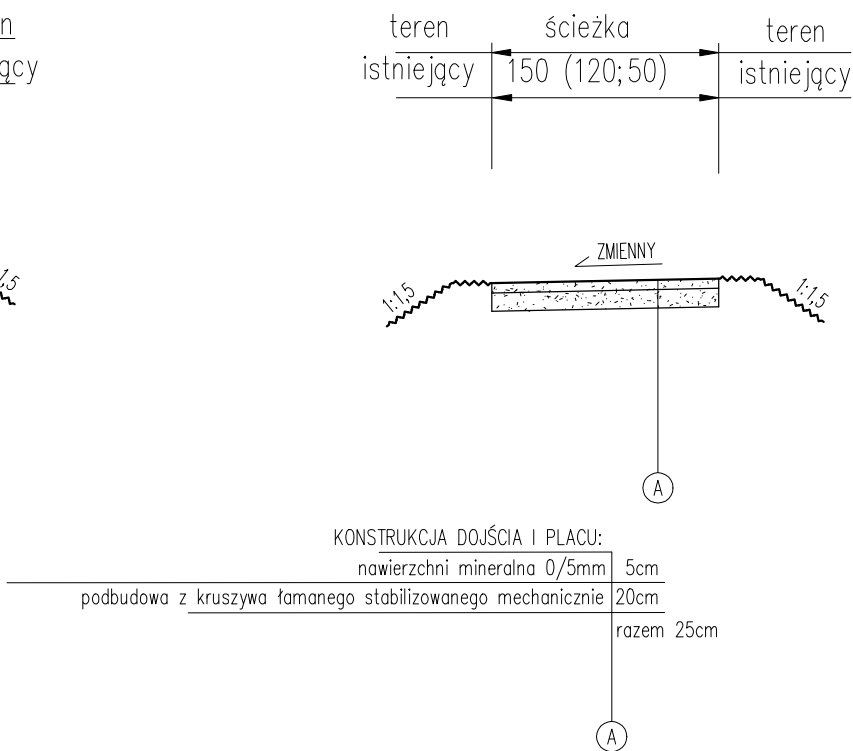 n
ący
teren
istniejący
ścieżka
150 (120;50)
teren
istniejący
1,5
1:1,5
ZMIENNY
1:1,5
A
KONSTRUKCJA DOJŚCIA I PLACU:
nawierzchni mineralna 0/5mm 5cm
podbudowa z kruszywa łamanego stabilizowanego mechanicznie 20cm
razem 25cm
A